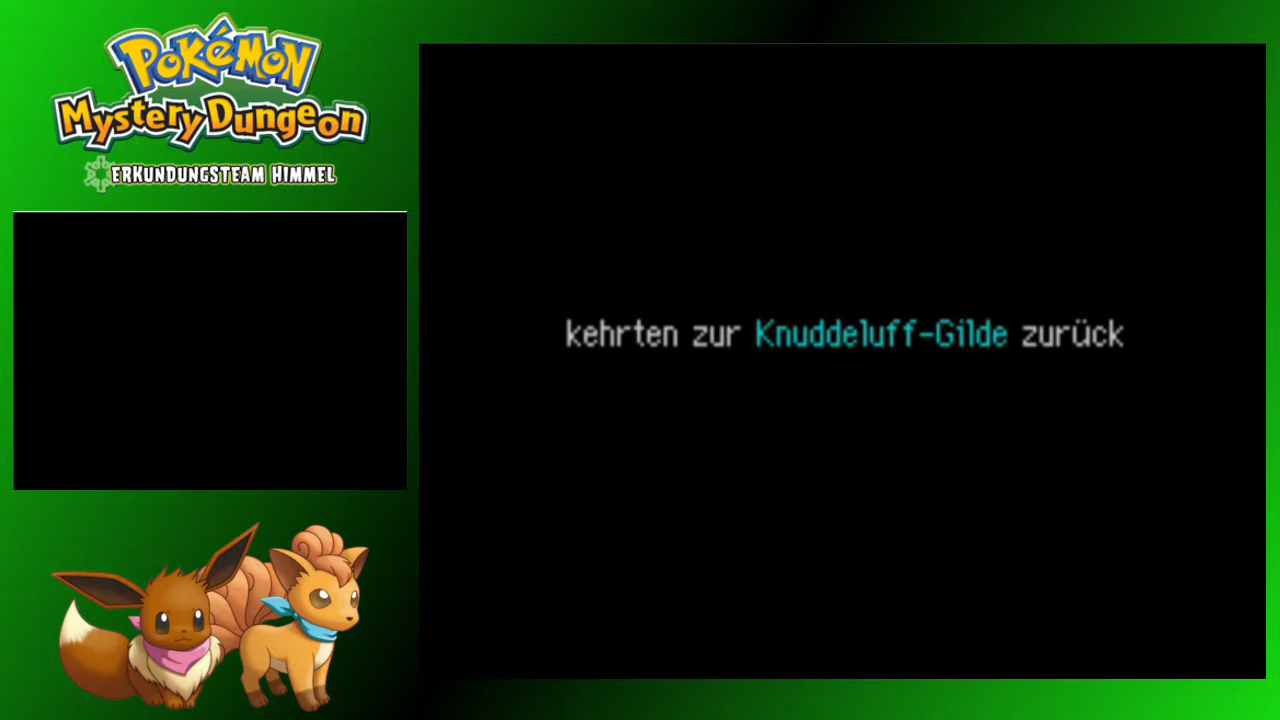 POKéMON
Mystery Dungeon
ERKUNDUNGSTEAM HIMMEL
kehrten zur Knuddeluff-Gilde zurück